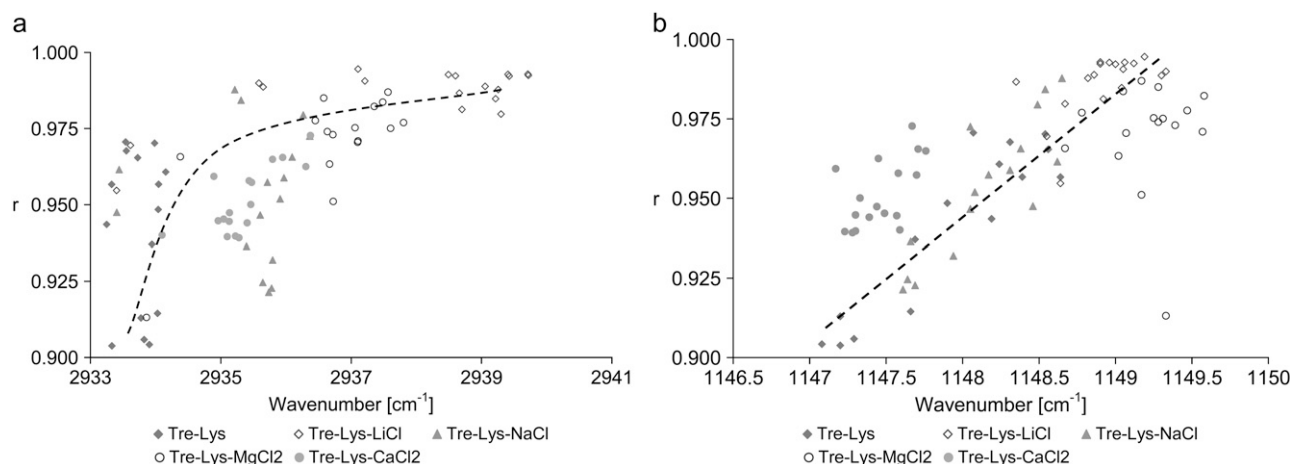 a
1.000
0.975
r 0.950
0.925
0.900
2933 2935 2937 2939 2941
Wavenumber [cm⁻¹]
Tre-Lys Tre-Lys-LiCl Tre-Lys-NaCl
Tre-Lys-MgCl2 Tre-Lys-CaCl2
b
1.000
0.975
r 0.950
0.925
0.900
1146.5 1147 1147.5 1148 1148.5 1149 1149.5 1150
Wavenumber [cm⁻¹]
Tre-Lys Tre-Lys-LiCl Tre-Lys-NaCl
Tre-Lys-MgCl2 Tre-Lys-CaCl2